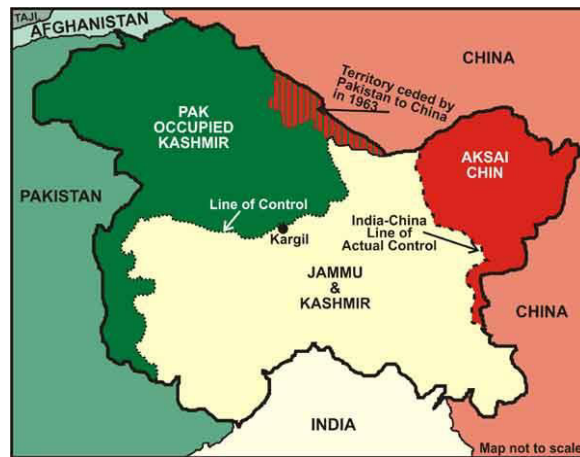 TAJI.
AFGHANISTAN
CHINA
Territory ceded by
Pakistan to China
in 1963
PAK
OCCUPIED
KASHMIR
AKSAI
CHIN
PAKISTAN
Line of Control
India-China
Line of
Actual Control
Kargil
JAMMU
&
KASHMIR
CHINA
INDIA
Map not to scale